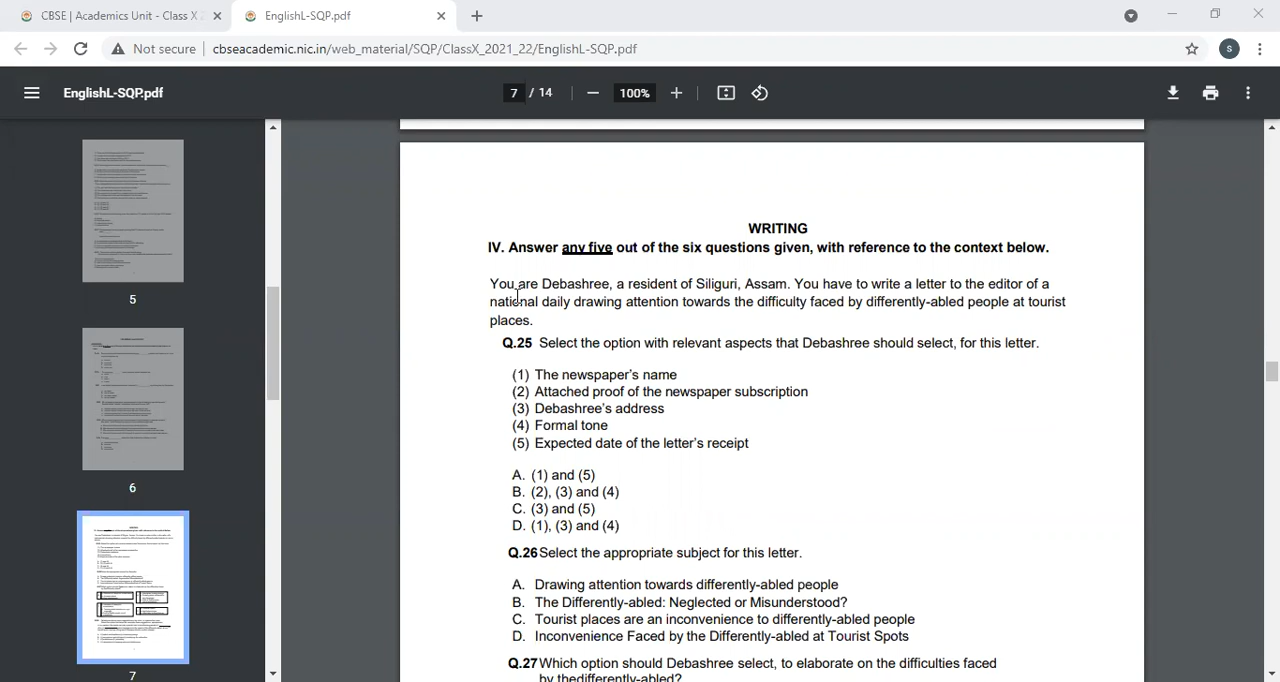 CBSE | Academics Unit - Class X 2
EnglishL-SQP.pdf
Not secure
cbseacademic.nic.in/web_material/SQP/ClassX_2021_22/EnglishL-SQP.pdf
S
EnglishL-SQP.pdf
7 / 14
100%
5
6
7
WRITING
IV. Answer any five out of the six questions given, with reference to the context below.
You are Debashree, a resident of Siliguri, Assam. You have to write a letter to the editor of a
national daily drawing attention towards the difficulty faced by differently-abled people at tourist
places.
Q.25 Select the option with relevant aspects that Debashree should select, for this letter.
(1) The newspaper's name
(2) Attached proof of the newspaper subscription
(3) Debashree's address
(4) Formal tone
(5) Expected date of the letter's receipt
A. (1) and (5)
B. (2), (3) and (4)
C. (3) and (5)
D. (1), (3) and (4)
Q.26 Select the appropriate subject for this letter.
A. Drawing attention towards differently-abled people
B. The Differently-abled: Neglected or Misunderstood?
C. Tourist places are an inconvenience to differently-abled people
D. Inconvenience Faced by the Differently-abled at Tourist Spots
Q.27 Which option should Debashree select, to elaborate on the difficulties faced
by thedifferently-abled?